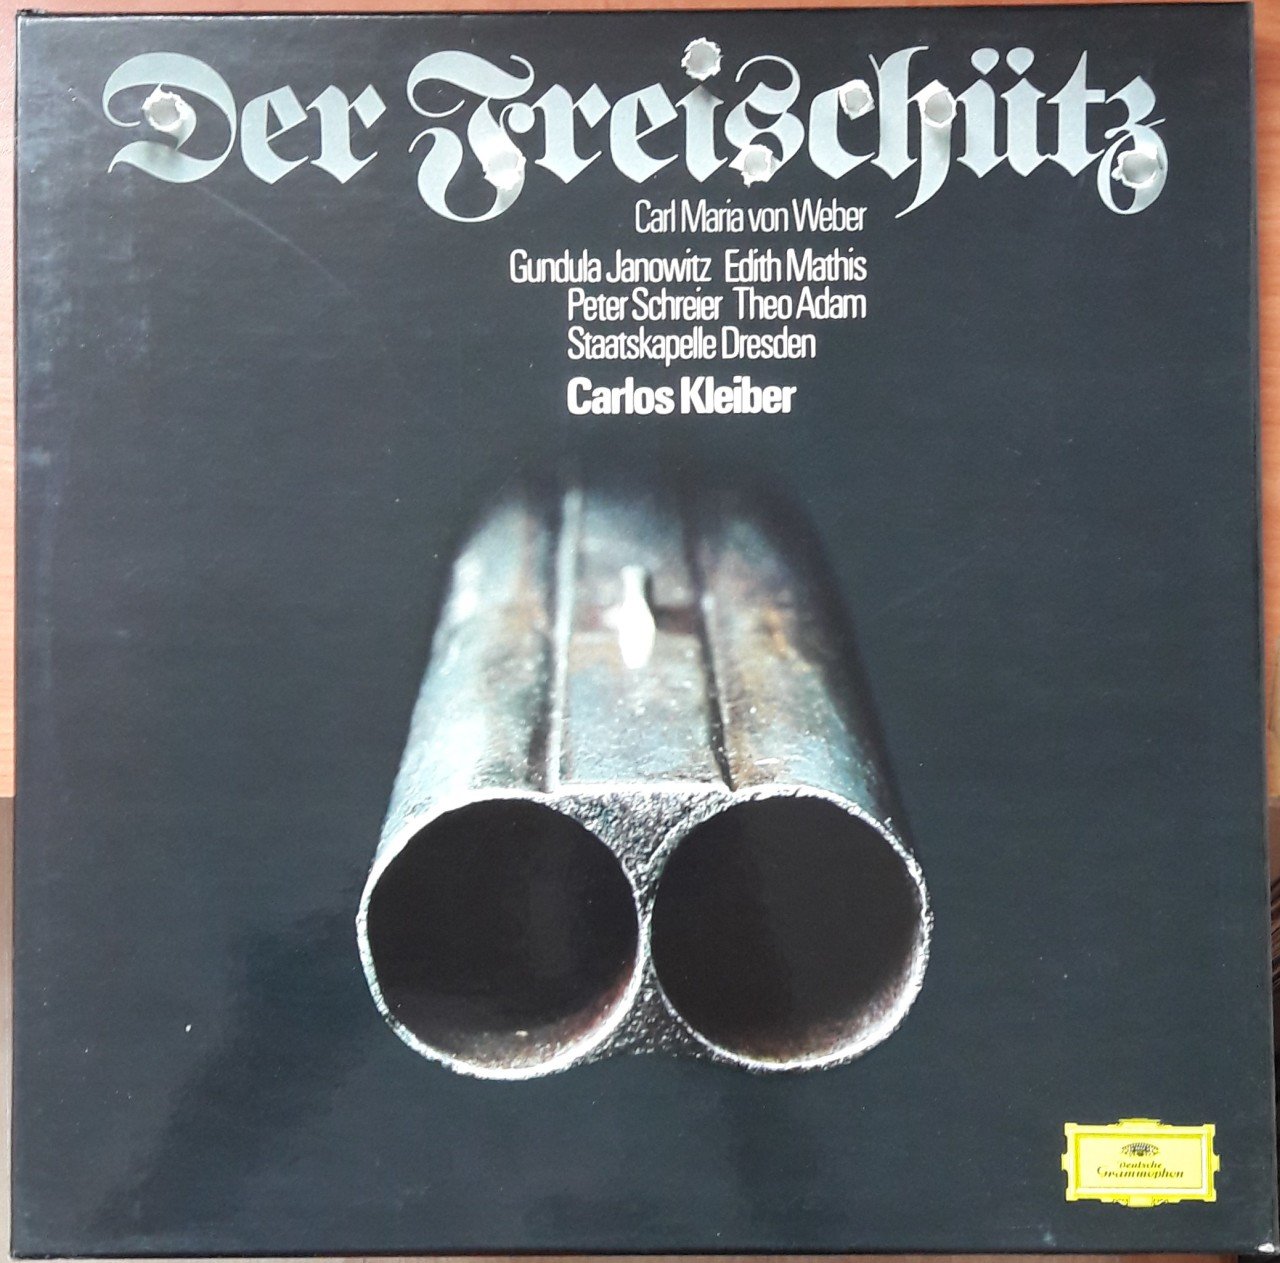 Der Freischütz
Carl Maria von Weber
Gundula Janowitz Edith Mathis
Peter Schreier Theo Adam
Staatskapelle Dresden
Carlos Kleiber
Deutsche
Grammophon